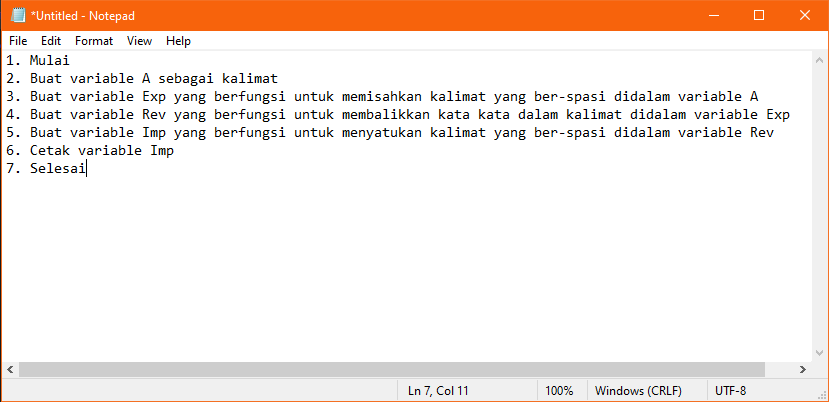 *Untitled - Notepad
File Edit Format View Help
1. Mulai
2. Buat variable A sebagai kalimat
3. Buat variable Exp yang berfungsi untuk memisahkan kalimat yang ber-spasi didalam variable A
4. Buat variable Rev yang berfungsi untuk membalikkan kata kata dalam kalimat didalam variable Exp
5. Buat variable Imp yang berfungsi untuk menyatukan kalimat yang ber-spasi didalam variable Rev
6. Cetak variable Imp
7. Selesai
Ln 7, Col 11 100% Windows (CRLF) UTF-8